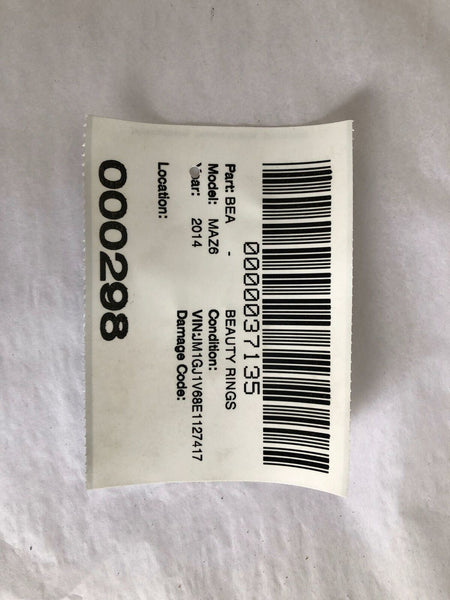 0000037135
Part: BEA - BEAUTY RINGS
Model: MAZ6 Condition:
Year: 2014 VIN:JM1GJ1V68E1127417
Damage Code:
Location:
000298